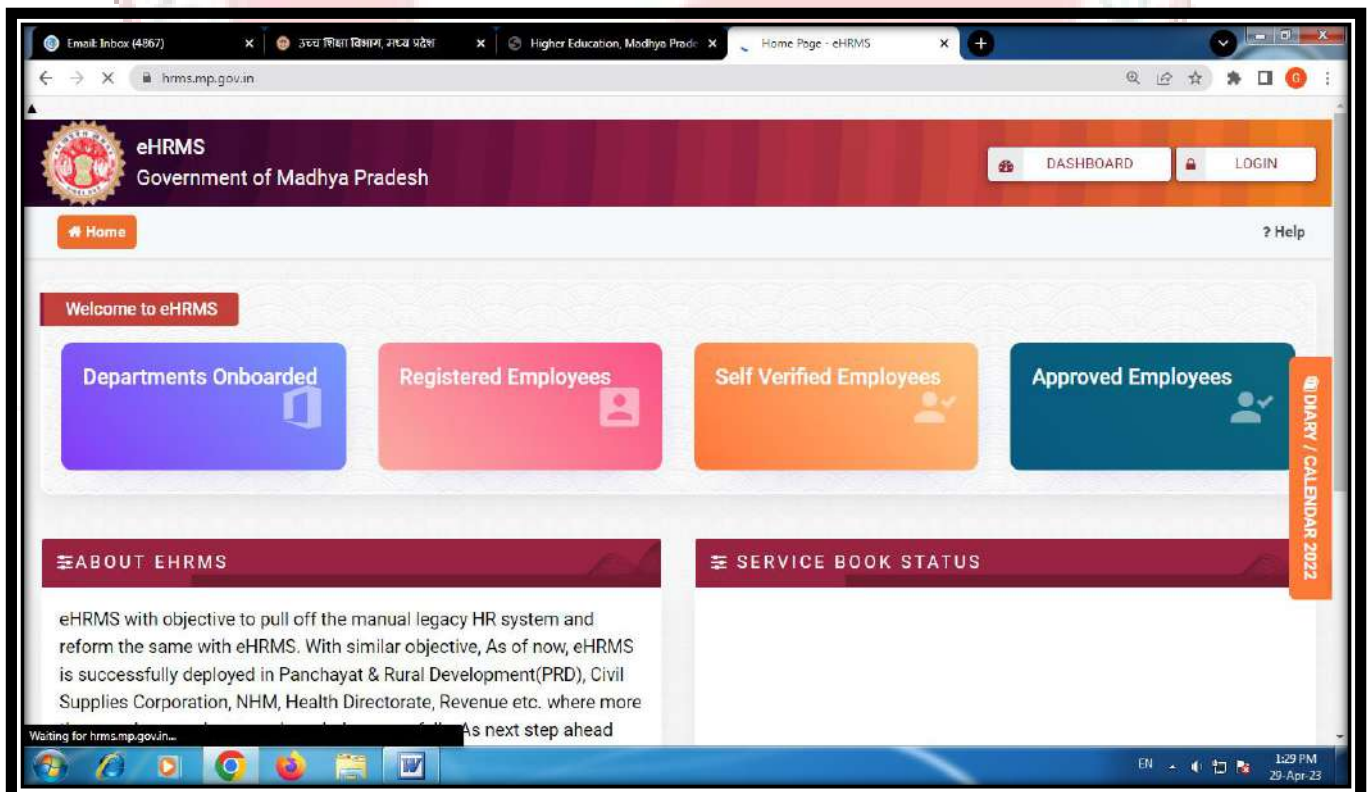 Email: Inbox (4867)
उच्च शिक्षा विभाग, मध्य प्रदेश
Higher Education, Madhya Prade
Home Page - eHRMS
hrms.mp.gov.in
G
eHRMS
Government of Madhya Pradesh
DASHBOARD
LOGIN
Home
? Help
Welcome to eHRMS
Departments Onboarded
Registered Employees
Self Verified Employees
Approved Employees
DIARY / CALENDAR 2022
ABOUT EHRMS
SERVICE BOOK STATUS
eHRMS with objective to pull off the manual legacy HR system and
reform the same with eHRMS. With similar objective, As of now, eHRMS
is successfully deployed in Panchayat & Rural Development(PRD), Civil
Supplies Corporation, NHM, Health Directorate, Revenue etc. where more
As next step ahead
Waiting for hrms.mp.gov.in...
EN
1:29 PM
29-Apr-23